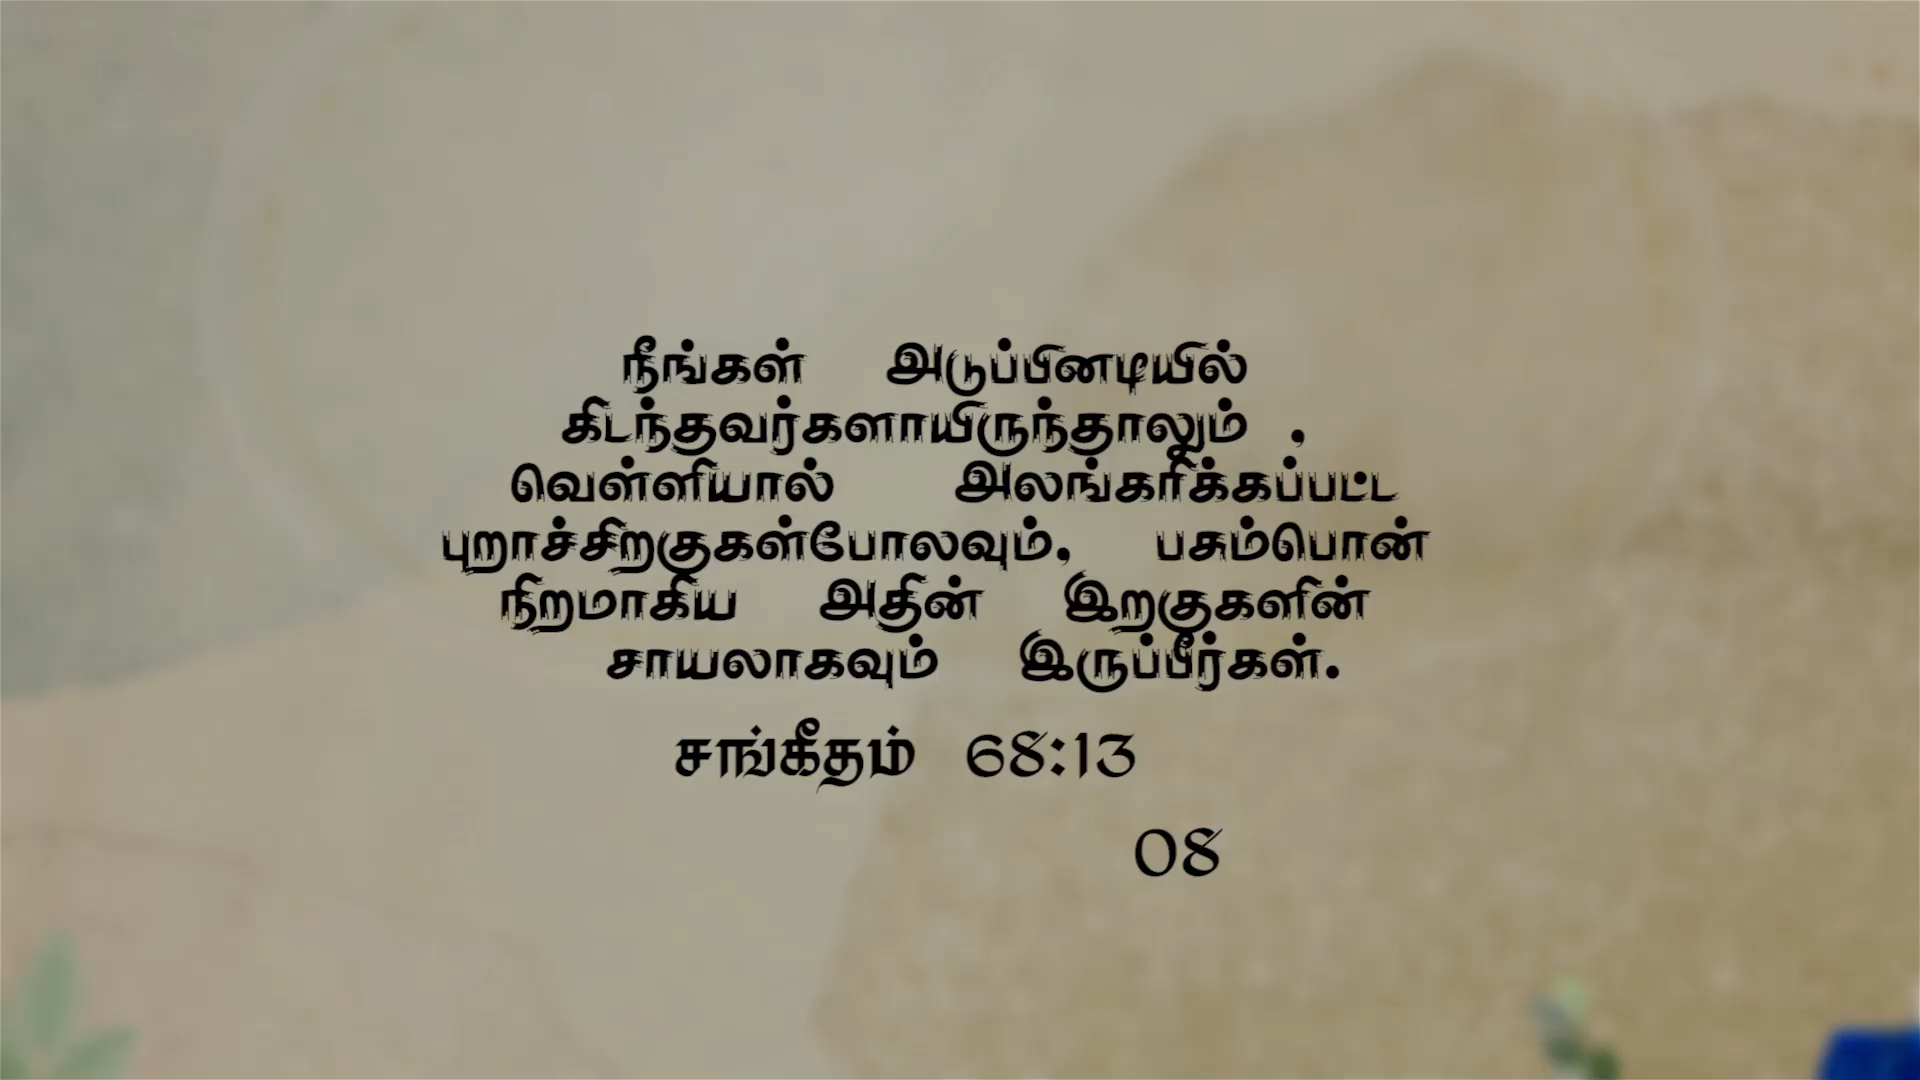 நீங்கள் அடுப்பினடியில்
கிடந்தவர்களாயிருந்தாலும் ,
வெள்ளியால் அலங்கரிக்கப்பட்ட
புறாச்சிறகுகள்போலவும், பசும்பொன்
நிறமாகிய அதின் இறகுகளின்
சாயலாகவும் இருப்பீர்கள்.
சங்கீதம் 68:13
08